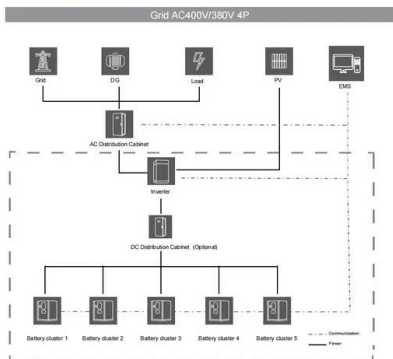 Grid AC400V/380V 4P
Grid
DG
Load
PV
EMS
AC Distribution Cabinet
Inverter
DC Distribution Cabinet (Optional)
Battery cluster 1
Battery cluster 2
Battery cluster 3
Battery cluster 4
Battery cluster 5
Communication
Power